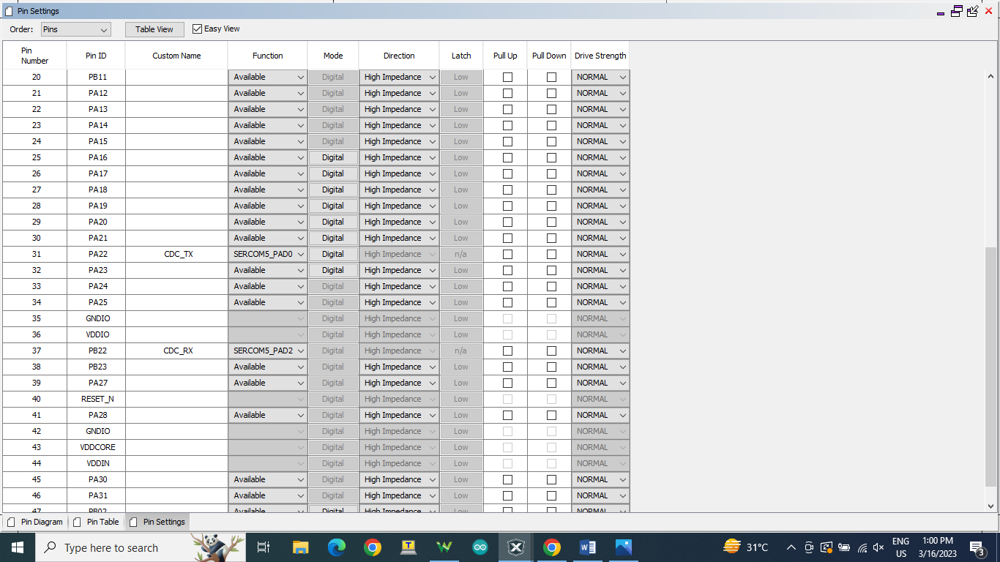 Pin Settings
Order: Pins Table View Easy View
Pin Number Pin ID Custom Name Function Mode Direction Latch Pull Up Pull Down Drive Strength
20 PB11 Available Digital High Impedance Low NORMAL
21 PA12 Available Digital High Impedance Low NORMAL
22 PA13 Available Digital High Impedance Low NORMAL
23 PA14 Available Digital High Impedance Low NORMAL
24 PA15 Available Digital High Impedance Low NORMAL
25 PA16 Available Digital High Impedance Low NORMAL
26 PA17 Available Digital High Impedance Low NORMAL
27 PA18 Available Digital High Impedance Low NORMAL
28 PA19 Available Digital High Impedance Low NORMAL
29 PA20 Available Digital High Impedance Low NORMAL
30 PA21 Available Digital High Impedance Low NORMAL
31 PA22 CDC_TX SERCOM5_PAD0 Digital High Impedance n/a NORMAL
32 PA23 Available Digital High Impedance Low NORMAL
33 PA24 Available Digital High Impedance Low NORMAL
34 PA25 Available Digital High Impedance Low NORMAL
35 GNDIO Digital High Impedance Low NORMAL
36 VDDIO Digital High Impedance Low NORMAL
37 PB22 CDC_RX SERCOM5_PAD2 Digital High Impedance n/a NORMAL
38 PB23 Available Digital High Impedance Low NORMAL
39 PA27 Available Digital High Impedance Low NORMAL
40 RESET_N Digital High Impedance Low NORMAL
41 PA28 Available Digital High Impedance Low NORMAL
42 GNDIO Digital High Impedance Low NORMAL
43 VDDCORE Digital High Impedance Low NORMAL
44 VDDIN Digital High Impedance Low NORMAL
45 PA30 Available Digital High Impedance Low NORMAL
46 PA31 Available Digital High Impedance Low NORMAL
47 PB02 Available Digital High Impedance Low NORMAL
Pin Diagram Pin Table Pin Settings
Type here to search 31°C ENG US 1:00 PM 3/16/2023 3